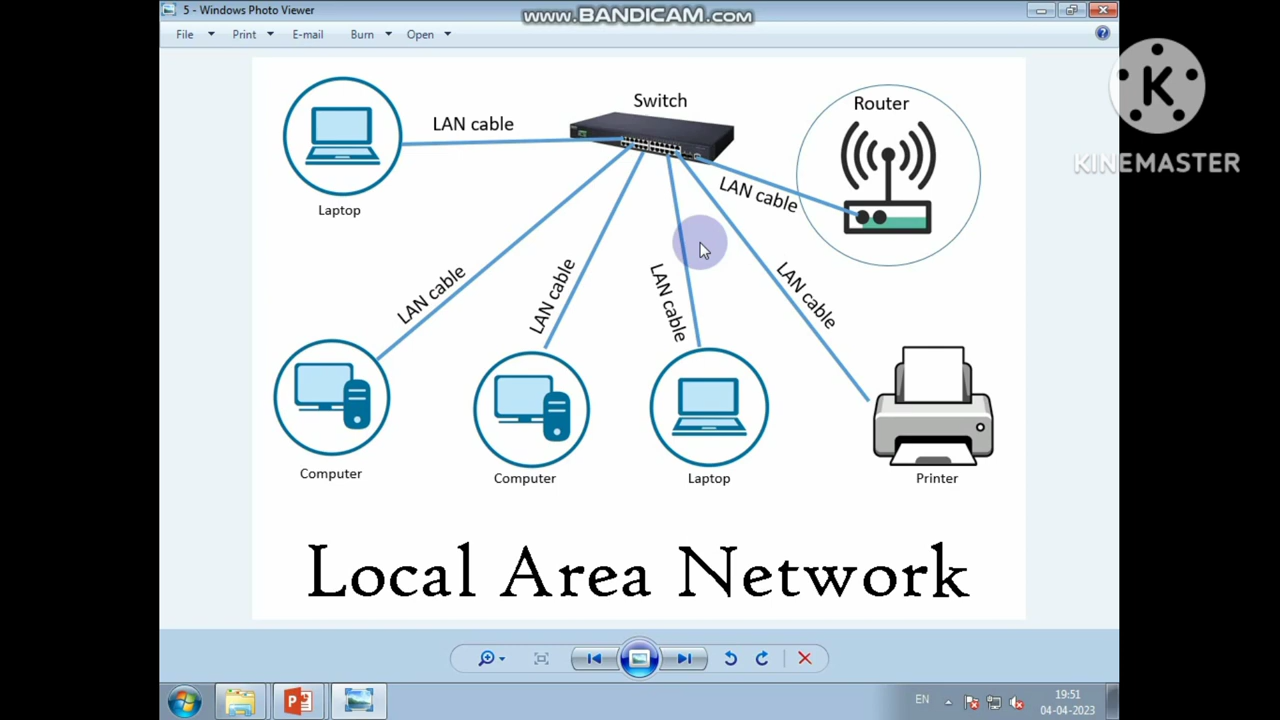 5 - Windows Photo Viewer
www.BANDICAM.com
File
Print
E-mail
Burn
Open
K
KINEMASTER
Switch
Router
LAN cable
LAN cable
Laptop
LAN cable
LAN cable
LAN cable
LAN cable
Computer
Computer
Laptop
Printer
Local Area Network
EN
19:51
04-04-2023